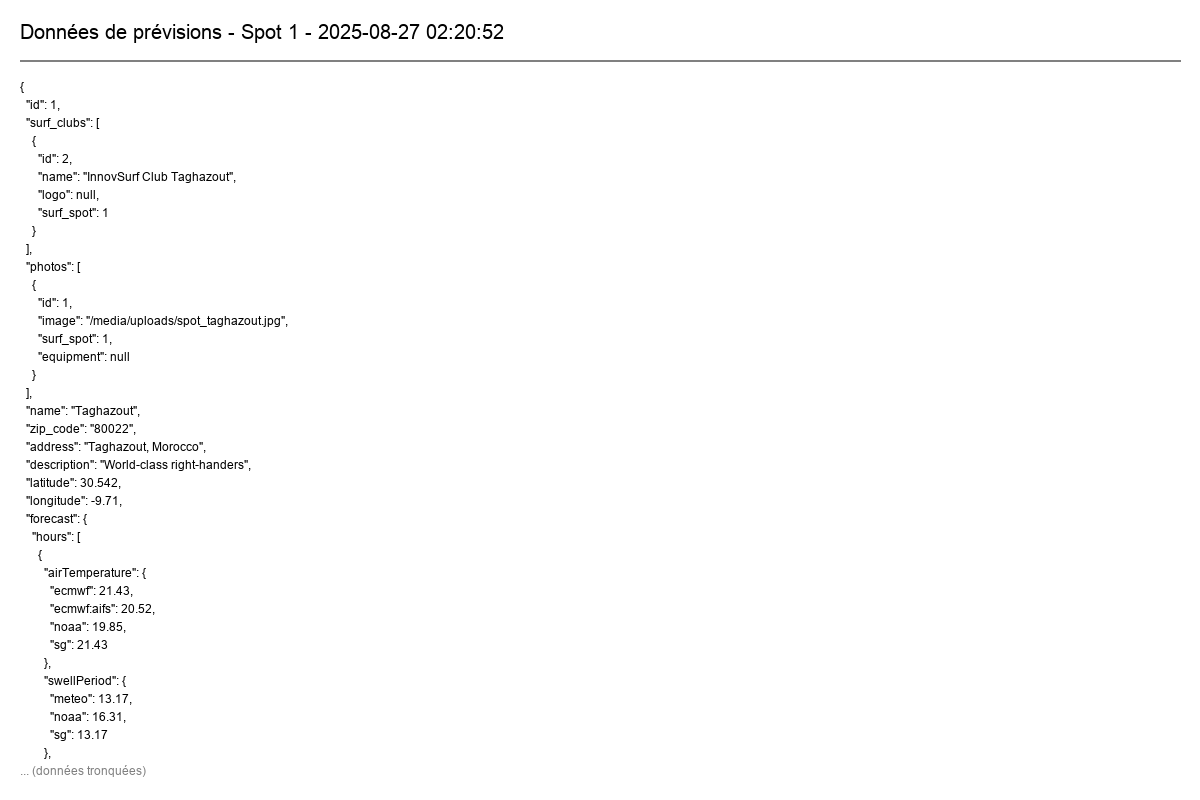 Données de prévisions - Spot 1 - 2025-08-27 02:20:52
{
"id": 1,
"surf_clubs": [
{
"id": 2,
"name": "InnovSurf Club Taghazout",
"logo": null,
"surf_spot": 1
}
],
"photos": [
{
"id": 1,
"image": "/media/uploads/spot_taghazout.jpg",
"surf_spot": 1,
"equipment": null
}
],
"name": "Taghazout",
"zip_code": "80022",
"address": "Taghazout, Morocco",
"description": "World-class right-handers",
"latitude": 30.542,
"longitude": -9.71,
"forecast": {
"hours": [
{
"airTemperature": {
"ecmwf": 21.43,
"ecmwf:aifs": 20.52,
"noaa": 19.85,
"sg": 21.43
},
"swellPeriod": {
"meteo": 13.17,
"noaa": 16.31,
"sg": 13.17
},
... (données tronquées)